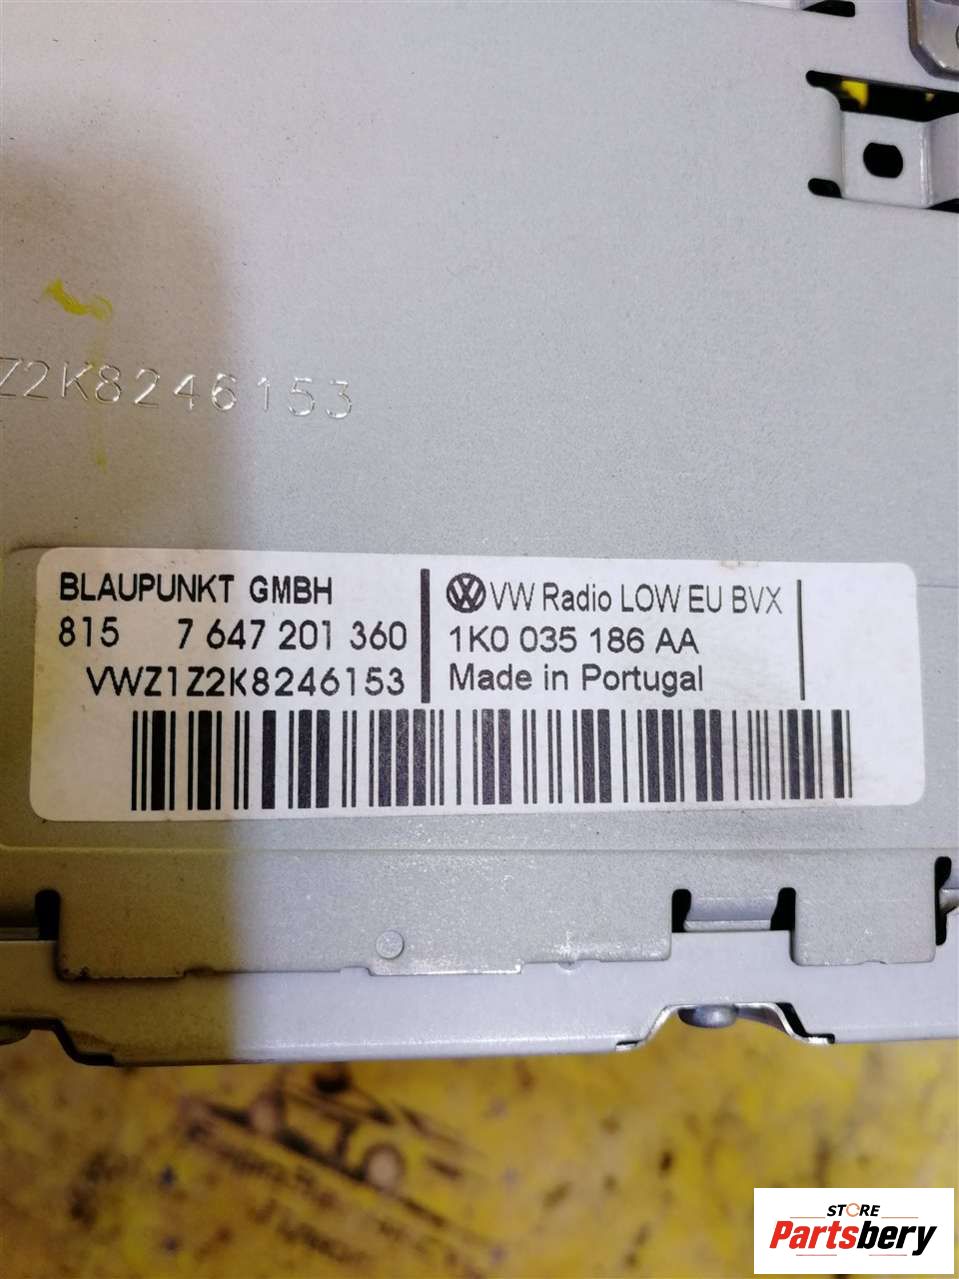 Z2K8246153
BLAUPUNKT GMBH
815 7 647 201 360
VWZ1Z2K8246153
VW Radio LOW EU BVX
1K0 035 186 AA
Made in Portugal
STORE
Partsbery